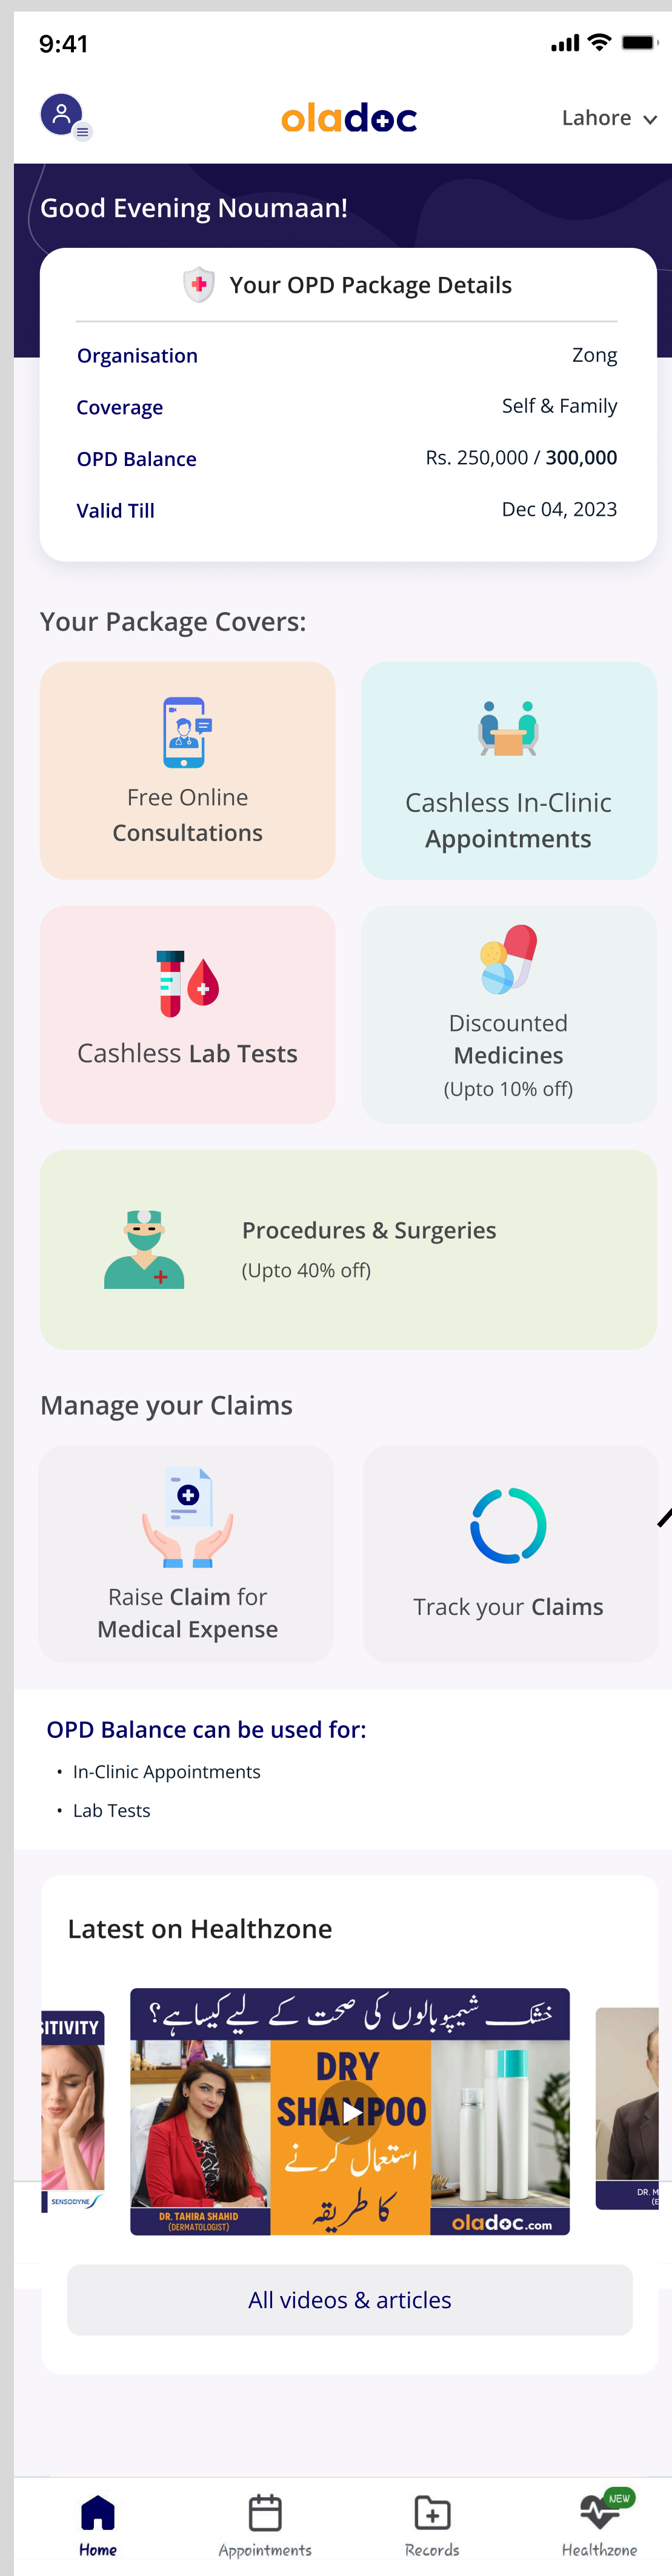 9:41
oladoc
Lahore
Good Evening Noumaan!
Your OPD Package Details
Organisation Zong
Coverage Self & Family
OPD Balance Rs. 250,000 / 300,000
Valid Till Dec 04, 2023
Your Package Covers:
Free Online
Consultations
Cashless In-Clinic
Appointments
Cashless Lab Tests
Discounted
Medicines
(Upto 10% off)
Procedures & Surgeries
(Upto 40% off)
Manage your Claims
Raise Claim for
Medical Expense
Track your Claims
OPD Balance can be used for:
• In-Clinic Appointments
• Lab Tests
Latest on Healthzone
SITIVITY
SENSODYNE
خشک شیمپو بالوں کی صحت کے لیے کیسا ہے؟
DRY
SHAMPOO
استعمال کرنے
کا طریقہ
DR. TAHIRA SHAHID
(DERMATOLOGIST)
oladoc.com
DR. M
(E
All videos & articles
Home
Appointments
Records
NEW
Healthzone